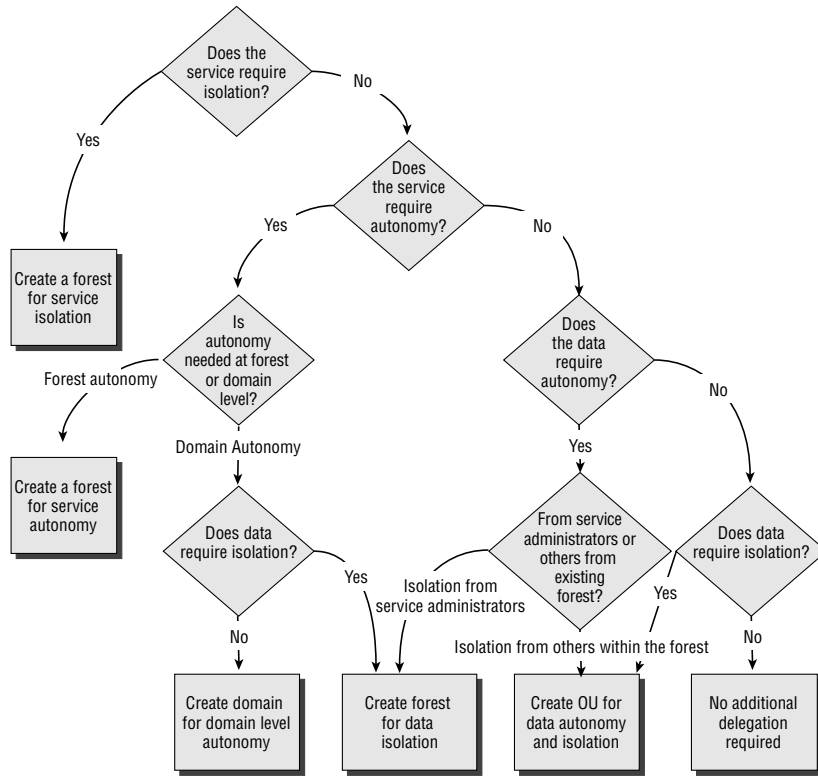 Does the
service require
isolation?
No
Yes
Does
the service
require
autonomy?
Yes
No
Create a forest
for service
isolation
Is
autonomy
needed at forest
or domain
level?
Does
the data
require
autonomy?
Forest autonomy
No
Domain Autonomy
Yes
Create a forest
for service
autonomy
Does data
require isolation?
From service
administrators or
others from
existing
forest?
Does data
require isolation?
Yes
Isolation from
service administrators
Yes
No
Isolation from others within the forest
No
Create domain
for domain level
autonomy
Create forest
for data
isolation
Create OU for
data autonomy
and isolation
No additional
delegation
required